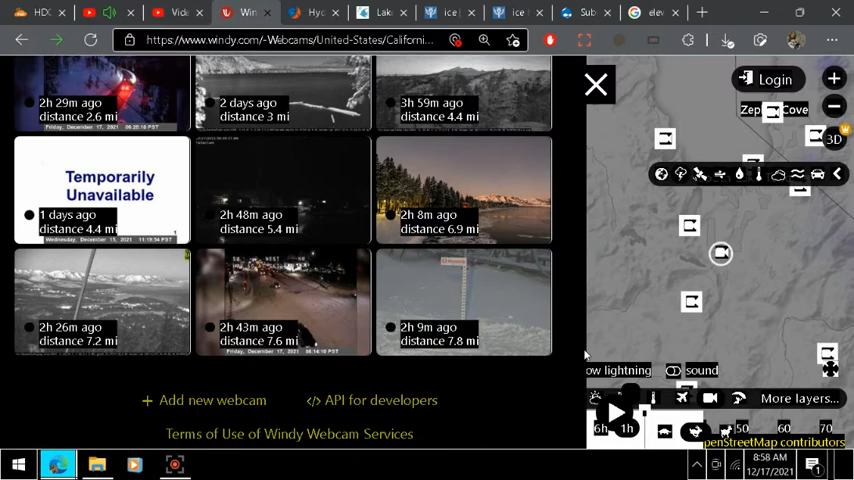 HDO
Vide
Win
Hyd
Lake
ice |
ice
Sub
elev
https://www.windy.com/-Webcams/United-States/Californi...
2h 29m ago
distance 2.6 mi
Friday, December 17, 2021
2 days ago
distance 3 mi
3h 59m ago
distance 4.4 mi
Login
Zep
Cove
3D
Temporarily
Unavailable
1 days ago
distance 4.4 mi
Wednesday, December 15, 2021 11:19:34 PM
2h 48m ago
distance 5.4 mi
2h 8m ago
distance 6.9 mi
2h 26m ago
distance 7.2 mi
2h 43m ago
distance 7.6 mi
2h 9m ago
distance 7.8 mi
ow lightning
sound
+ Add new webcam
</> API for developers
More layers...
6h
1h
50
60
70
Terms of Use of Windy Webcam Services
penStreetMap contributors
8:58 AM
12/17/2021
1